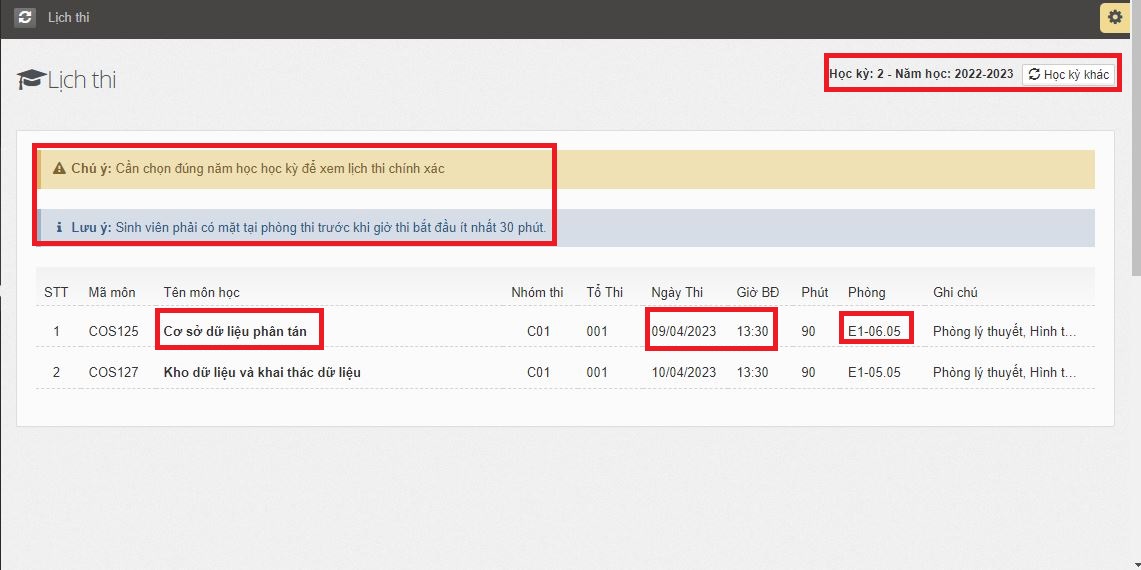 Lịch thi
Lịch thi
Học kỳ: 2 - Năm học: 2022-2023 Học kỳ khác
Chú ý: Cần chọn đúng năm học học kỳ để xem lịch thi chính xác
Lưu ý: Sinh viên phải có mặt tại phòng thi trước khi giờ thi bắt đầu ít nhất 30 phút.
STT Mã môn Tên môn học Nhóm thi Tổ Thi Ngày Thi Giờ BĐ Phút Phòng Ghi chú
1 COS125 Cơ sở dữ liệu phân tán C01 001 09/04/2023 13:30 90 E1-06.05 Phòng lý thuyết, Hình t...
2 COS127 Kho dữ liệu và khai thác dữ liệu C01 001 10/04/2023 13:30 90 E1-05.05 Phòng lý thuyết, Hình t...